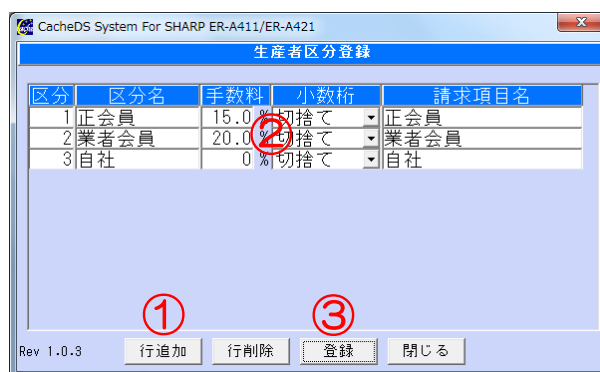 CacheDS System For SHARP ER-A411/ER-A421
生産者区分登録
区分 区分名 手数料 小数桁 請求項目名
1 正会員 15.0 % 切捨て 正会員
2 業者会員 20.0 % 切捨て 業者会員
3 自社 0 % 切捨て 自社
②
① ③
Rev 1.0.3 行追加 行削除 登録 閉じる